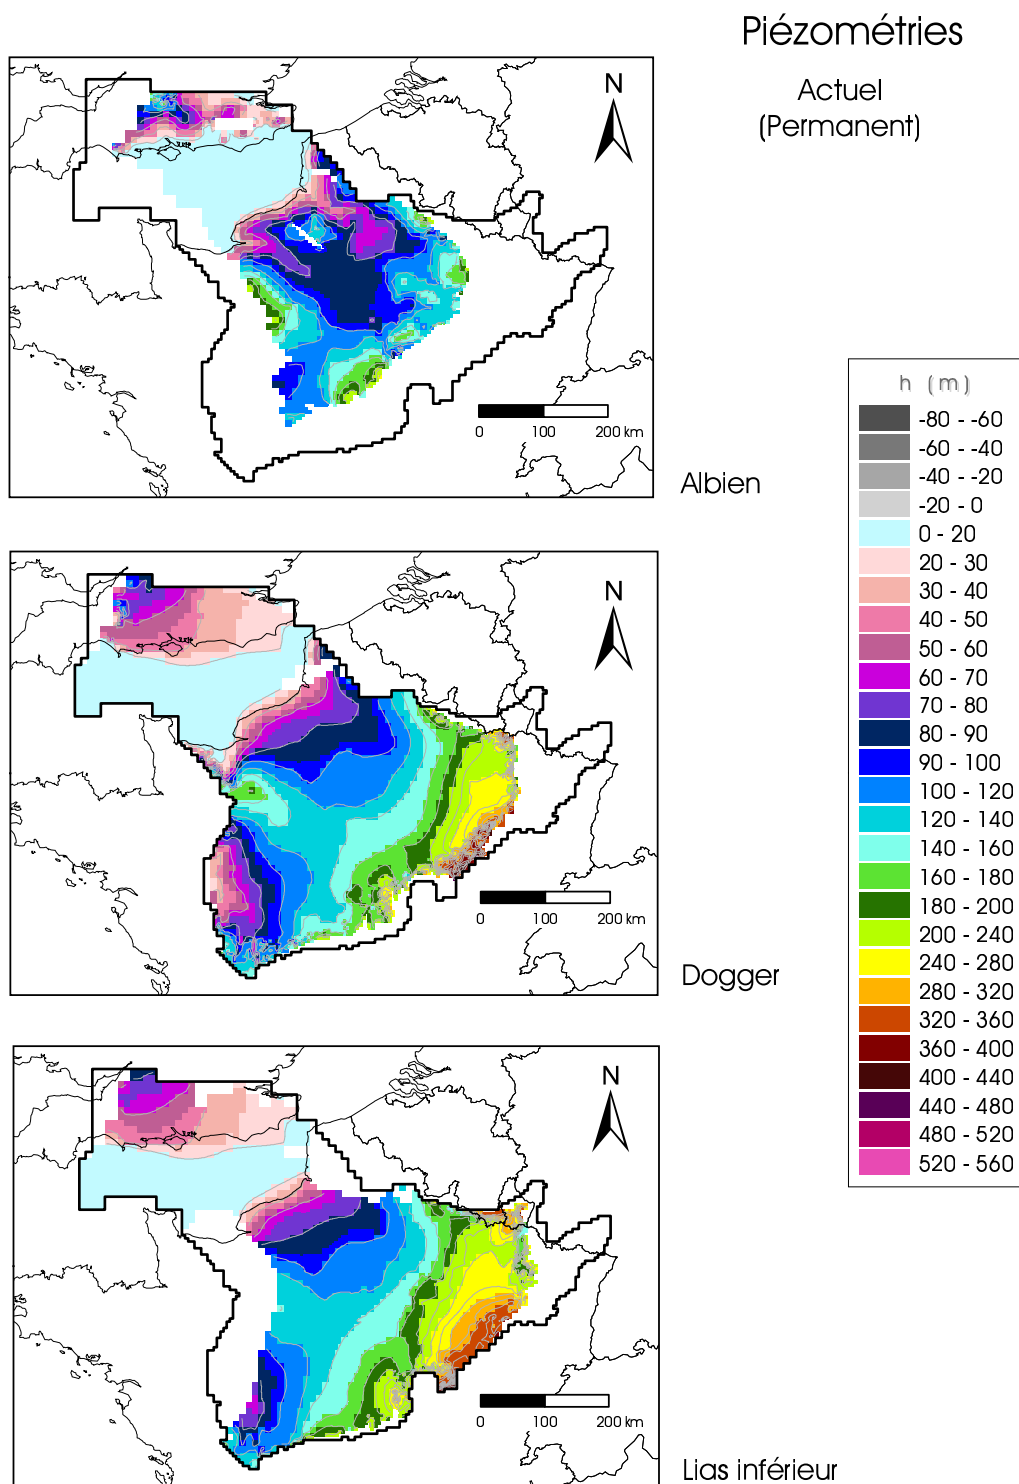 Piézométries
Actuel
(Permanent)
N
0 100 200 km
Albien
N
0 100 200 km
Dogger
N
0 100 200 km
Lias inférieur
h (m)
-80 - -60
-60 - -40
-40 - -20
-20 - 0
0 - 20
20 - 30
30 - 40
40 - 50
50 - 60
60 - 70
70 - 80
80 - 90
90 - 100
100 - 120
120 - 140
140 - 160
160 - 180
180 - 200
200 - 240
240 - 280
280 - 320
320 - 360
360 - 400
400 - 440
440 - 480
480 - 520
520 - 560